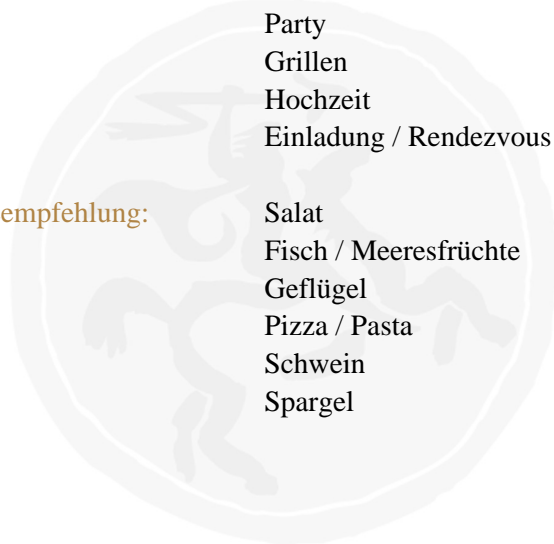 Party
Grillen
Hochzeit
Einladung / Rendezvous
empfehlung: Salat
Fisch / Meeresfrüchte
Geflügel
Pizza / Pasta
Schwein
Spargel